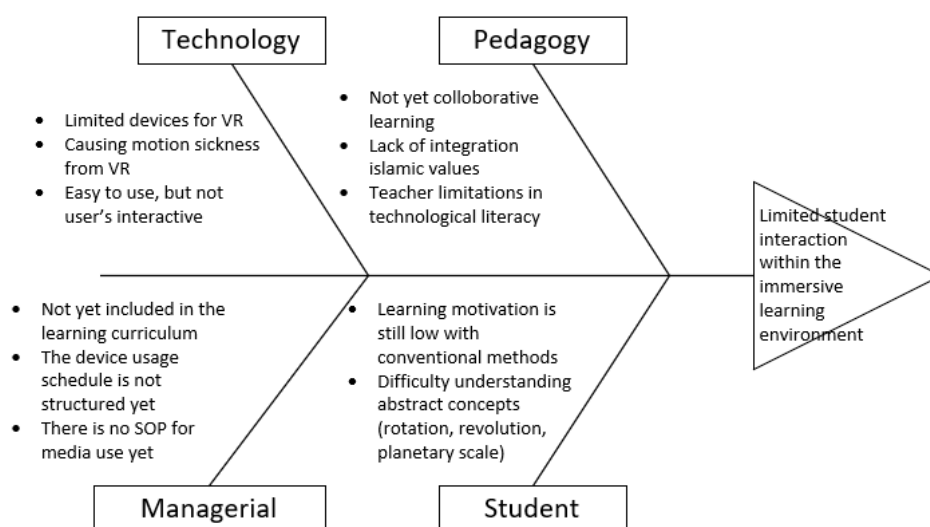 Technology
Pedagogy
• Limited devices for VR
• Causing motion sickness
from VR
• Easy to use, but not
user's interactive
• Not yet colloborative
learning
• Lack of integration
islamic values
• Teacher limitations in
technological literacy
Limited student
interaction
within the
immersive
learning
environment
• Not yet included in the
learning curriculum
• The device usage
schedule is not
structured yet
• There is no SOP for
media use yet
• Learning motivation is
still low with
conventional methods
• Difficulty understanding
abstract concepts
(rotation, revolution,
planetary scale)
Managerial
Student